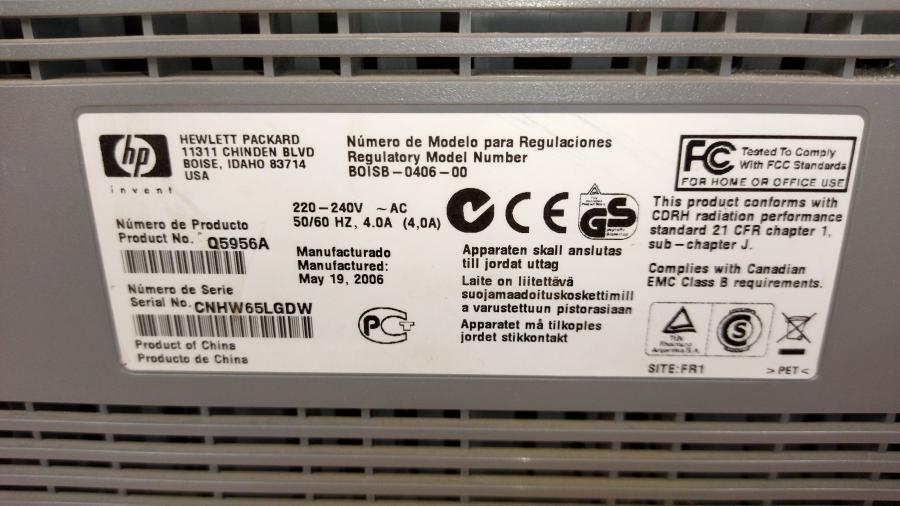 hp
invent
HEWLETT PACKARD
11311 CHINDEN BLVD
BOISE, IDAHO 83714
USA
Número de Modelo para Regulaciones
Regulatory Model Number
BOISB-0406-00
FC Tested To Comply
With FCC Standards
FOR HOME OR OFFICE USE
Número de Producto
Product No. Q5956A
220-240V ~AC
50/60 HZ, 4.0A (4,0A)
Manufacturado
Manufactured:
May 19, 2006
CE
GS
This product conforms with
CDRH radiation performance
standard 21 CFR chapter 1,
sub-chapter J.
Complies with Canadian
EMC Class B requirements.
Apparaten skall anslutas
till jordat uttag
Laite on liitettävä
suojamaadoituskoskettimill
a varustettuun pistorasiaan
Apparatet må tilkoples
jordet stikkontakt
Número de Serie
Serial No. CNHW65LGDW
Product of China
Producto de China
PCT
TÜV
Rheinland
Argentina S.A.
S
SITE:FR1
>PET<